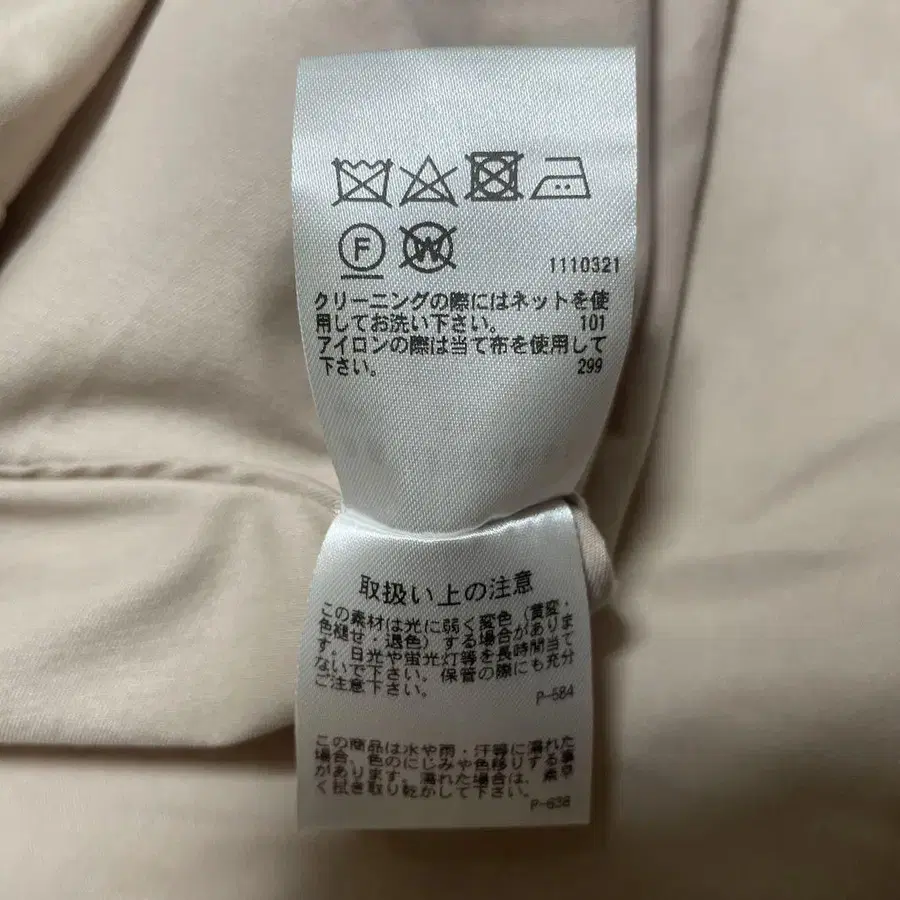 F W
1110321
クリーニングの際にはネットを使
用してお洗い下さい。 101
アイロンの際は当て布を使用して
下さい。 299
取扱い上の注意
この素材は光に弱く変色（黄変・
色褪せ・退色）する場合がありま
す。日光や蛍光灯等を長時間当て
ないで下さい。保管の際にも充分
ご注意下さい。
P-584
この商品は水や雨・汗等に濡れた
場合、色のにじみや色移りする事
があります。濡れた場合は、素早
く拭き取り乾かして下さい。
P-638